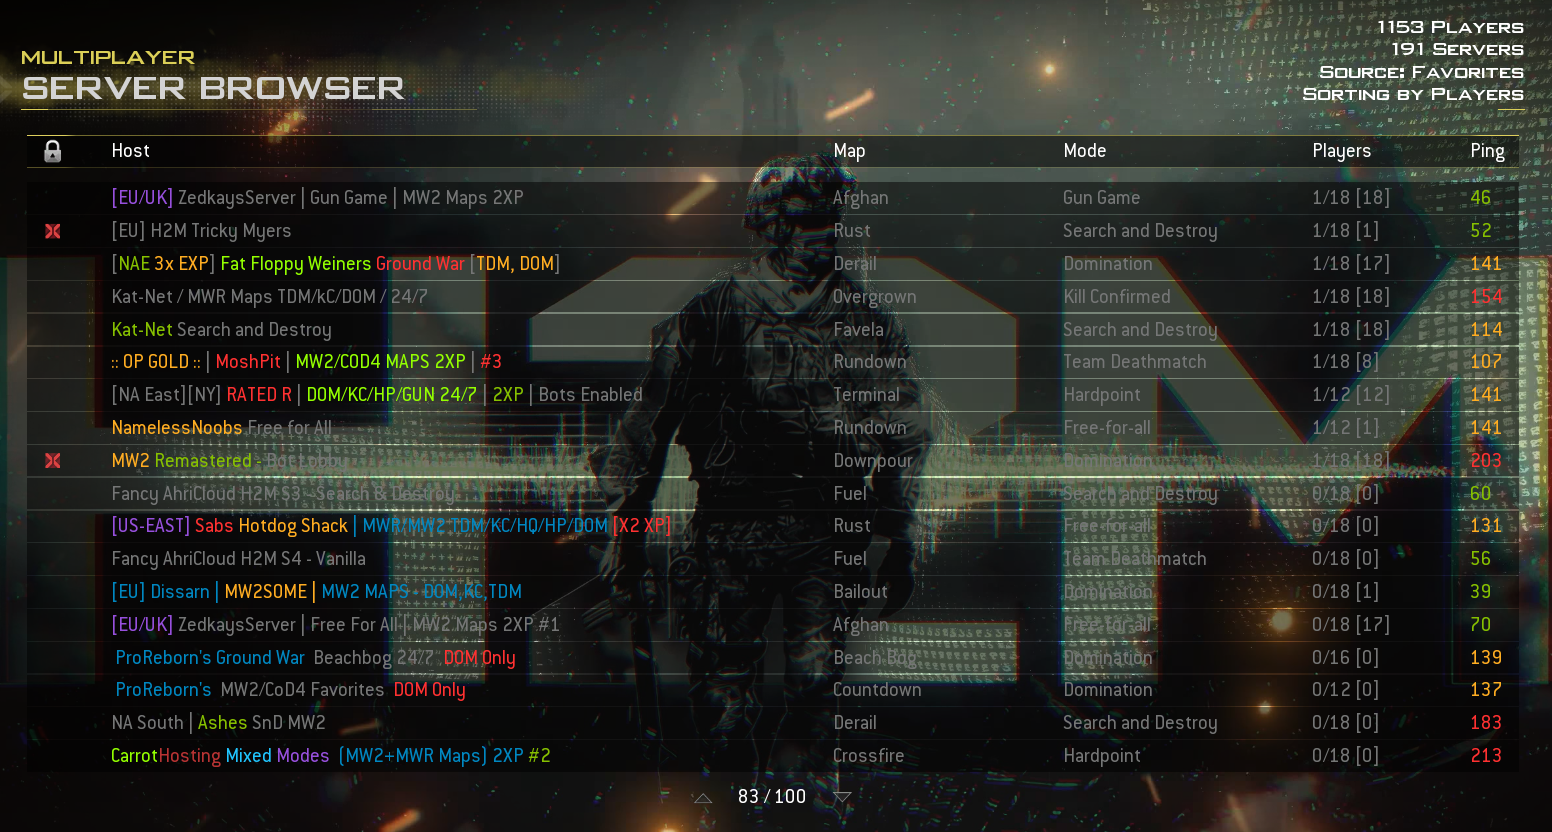 1153 Players
191 Servers
Source: Favorites
Sorting by Players
Multiplayer
Server Browser
Host Map Mode Players Ping
[EU/UK] ZedkaysServer | Gun Game | MW2 Maps 2XP Afghan Gun Game 1/18 [18] 46
[EU] H2M Tricky Myers Rust Search and Destroy 1/18 [1] 52
[NAE 3x EXP] Fat Floppy Weiners Ground War [TDM, DOM] Derail Domination 1/18 [17] 141
Kat-Net / MWR Maps TDM/kC/DOM / 24/7 Overgrown Kill Confirmed 1/18 [18] 154
Kat-Net Search and Destroy Favela Search and Destroy 1/18 [18] 114
:: OP GOLD :: | MoshPit | MW2/COD4 MAPS 2XP | #3 Rundown Team Deathmatch 1/18 [8] 107
[NA East][NY] RATED R | DOM/KC/HP/GUN 24/7 | 2XP | Bots Enabled Terminal Hardpoint 1/12 [12] 141
NamelessNoobs Free for All Rundown Free-for-all 1/12 [1] 141
MW2 Remastered - Bot Lobby Downpour Domination 1/18 [18] 203
Fancy AhriCloud H2M S3 - Search & Destroy Fuel Search and Destroy 0/18 [0] 60
[US-EAST] Sabs Hotdog Shack | MWR/MW2 TDM/KC/HQ/HP/DOM [X2 XP] Rust Free-for-all 0/18 [0] 131
Fancy AhriCloud H2M S4 - Vanilla Fuel Team Deathmatch 0/18 [0] 56
[EU] Dissarn | MW2SOME | MW2 MAPS - DOM,KC,TDM Bailout Domination 0/18 [1] 39
[EU/UK] ZedkaysServer | Free For All | MW2 Maps 2XP #1 Afghan Free-for-all 0/18 [17] 70
ProReborn's Ground War Beachbog 24/7 DOM Only Beach Bog Domination 0/16 [0] 139
ProReborn's MW2/CoD4 Favorites DOM Only Countdown Domination 0/12 [0] 137
NA South | Ashes SnD MW2 Derail Search and Destroy 0/18 [0] 183
CarrotHosting Mixed Modes (MW2+MWR Maps) 2XP #2 Crossfire Hardpoint 0/18 [0] 213
83 / 100